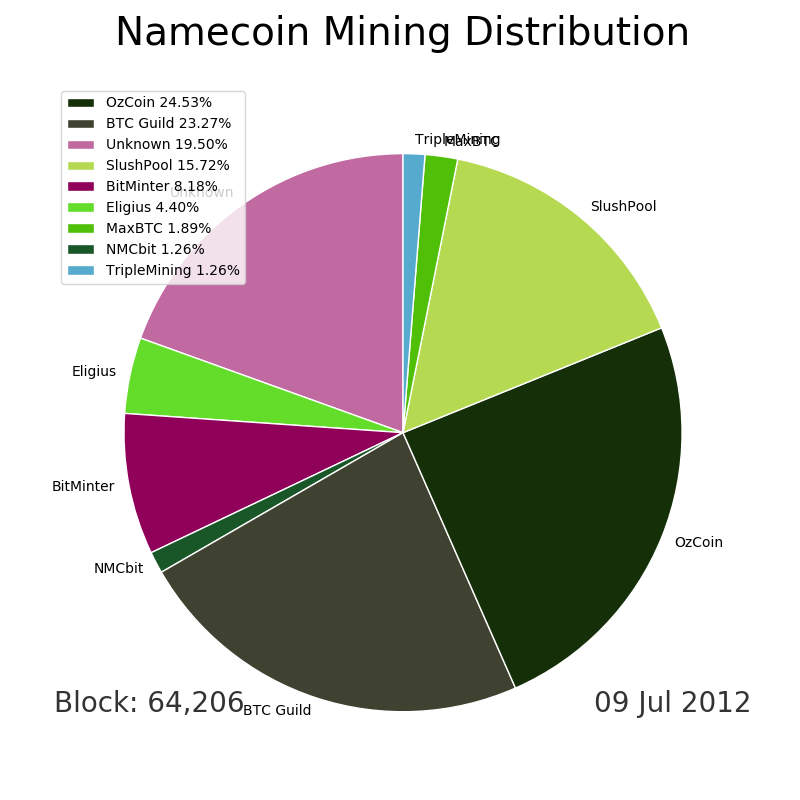 Namecoin Mining Distribution
OzCoin 24.53%
BTC Guild 23.27%
Unknown 19.50%
SlushPool 15.72%
BitMinter 8.18%
Eligius 4.40%
MaxBTC 1.89%
NMCbit 1.26%
TripleMining 1.26%
TripleMining
MaxBTC
Unknown
SlushPool
Eligius
BitMinter
OzCoin
NMCbit
Block: 64,206
BTC Guild
09 Jul 2012